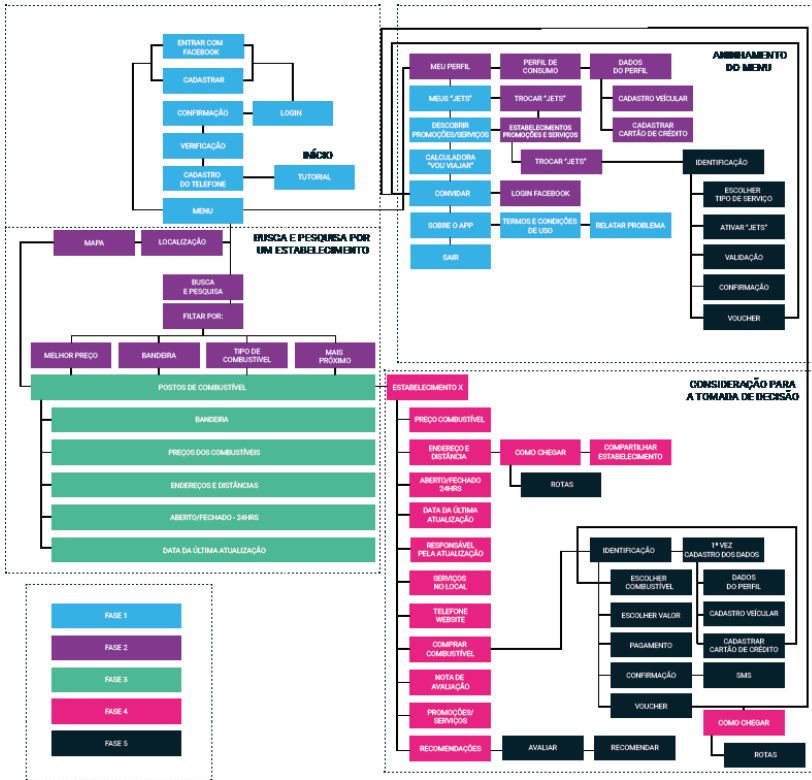 ENTRAR COM
FACEBOOK
CADASTRAR
CONFIRMAÇÃO
LOGIN
VERIFICAÇÃO
INÍCIO
CADASTRO
DO TELEFONE
TUTORIAL
MENU
ANINHAMENTO
DO MENU
MEU PERFIL
PERFIL DE
CONSUMO
DADOS
DO PERFIL
MEUS "JETS"
TROCAR "JETS"
CADASTRO VEÍCULAR
DESCOBRIR
PROMOÇÕES/SERVIÇOS
ESTABELECIMENTOS
PROMOÇÕES E SERVIÇOS
CADASTRAR
CARTÃO DE CRÉDITO
CALCULADORA
"VOU VIAJAR"
TROCAR "JETS"
IDENTIFICAÇÃO
CONVIDAR
LOGIN FACEBOOK
ESCOLHER
TIPO DE SERVIÇO
SOBRE O APP
TERMOS E CONDIÇÕES
DE USO
RELATAR PROBLEMA
ATIVAR "JETS"
SAIR
VALIDAÇÃO
CONFIRMAÇÃO
VOUCHER
BUSCA E PESQUISA POR
UM ESTABELECIMENTO
MAPA
LOCALIZAÇÃO
BUSCA
E PESQUISA
FILTAR POR:
MELHOR PREÇO
BANDEIRA
TIPO DE
COMBUSTÍVEL
MAIS
PRÓXIMO
POSTOS DE COMBUSTÍVEL
BANDEIRA
PREÇOS DOS COMBUSTÍVEIS
ENDEREÇOS E DISTÂNCIAS
ABERTO/FECHADO - 24HRS
DATA DA ÚLTIMA ATUALIZAÇÃO
CONSIDERAÇÃO PARA
A TOMADA DE DECISÃO
ESTABELECIMENTO X
PREÇO COMBUSTÍVEL
ENDEREÇO E
DISTÂNCIA
COMO CHEGAR
COMPARTILHAR
ESTABELECIMENTO
ABERTO/FECHADO
24HRS
ROTAS
DATA DA ÚLTIMA
ATUALIZAÇÃO
RESPONSÁVEL
PELA ATUALIZAÇÃO
IDENTIFICAÇÃO
1ª VEZ
CADASTRO DOS DADOS
SERVIÇOS
NO LOCAL
ESCOLHER
COMBUSTÍVEL
DADOS
DO PERFIL
TELEFONE
WEBSITE
ESCOLHER VALOR
CADASTRO VEÍCULAR
COMPRAR
COMBUSTÍVEL
PAGAMENTO
CADASTRAR
CARTÃO DE CRÉDITO
NOTA DE
AVALIAÇÃO
CONFIRMAÇÃO
SMS
PROMOÇÕES/
SERVIÇOS
VOUCHER
COMO CHEGAR
RECOMENDAÇÕES
AVALIAR
RECOMENDAR
ROTAS
FASE 1
FASE 2
FASE 3
FASE 4
FASE 5